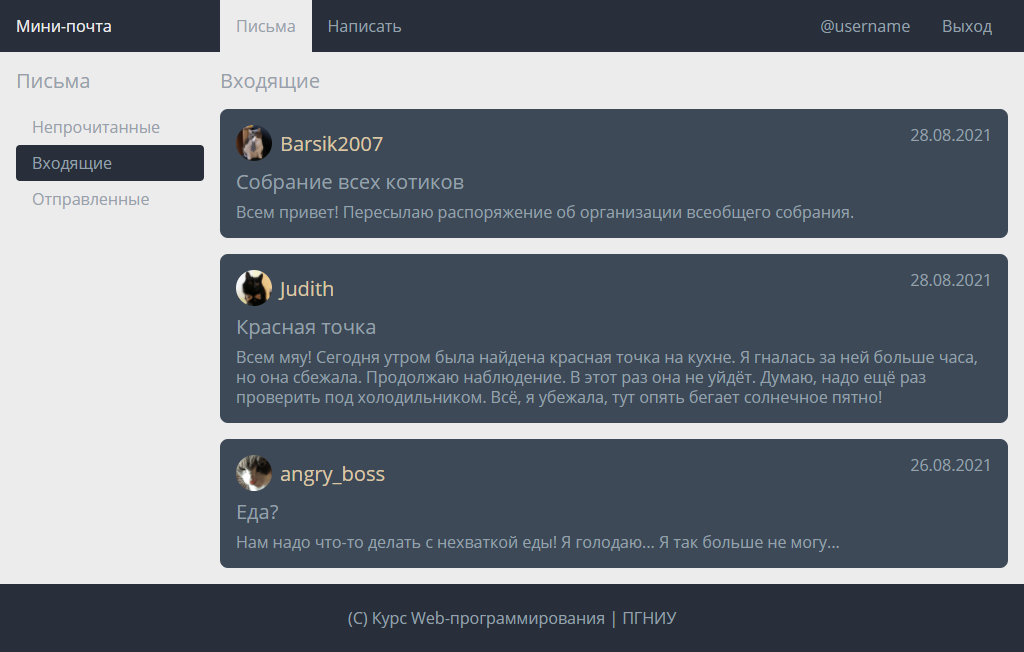 Мини-почта
Письма
Написать
@username
Выход
Письма
Непрочитанные
Входящие
Отправленные
Входящие
Barsik2007
28.08.2021
Собрание всех котиков
Всем привет! Пересылаю распоряжение об организации всеобщего собрания.
Judith
28.08.2021
Красная точка
Всем мяу! Сегодня утром была найдена красная точка на кухне. Я гналась за ней больше часа,
но она сбежала. Продолжаю наблюдение. В этот раз она не уйдёт. Думаю, надо ещё раз
проверить под холодильником. Всё, я убежала, тут опять бегает солнечное пятно!
angry_boss
26.08.2021
Еда?
Нам надо что-то делать с нехваткой еды! Я голодаю... Я так больше не могу...
(С) Курс Web-программирования | ПГНИУ